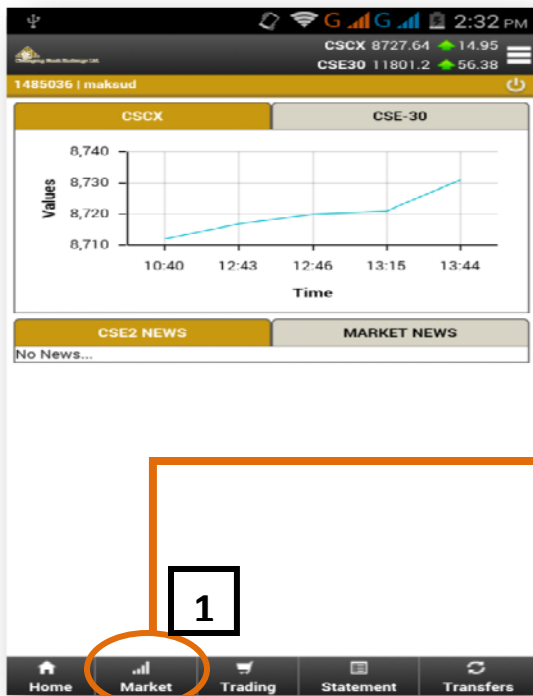 G G 2:32 PM
CSCX 8727.64 14.95
CSE30 11801.2 56.38
1485036 | maksud
CSCX CSE-30
8,740
8,730
8,720
8,710
Values
10:40 12:43 12:46 13:15 13:44
Time
CSE2 NEWS MARKET NEWS
No News...
1
Home Market Trading Statement Transfers